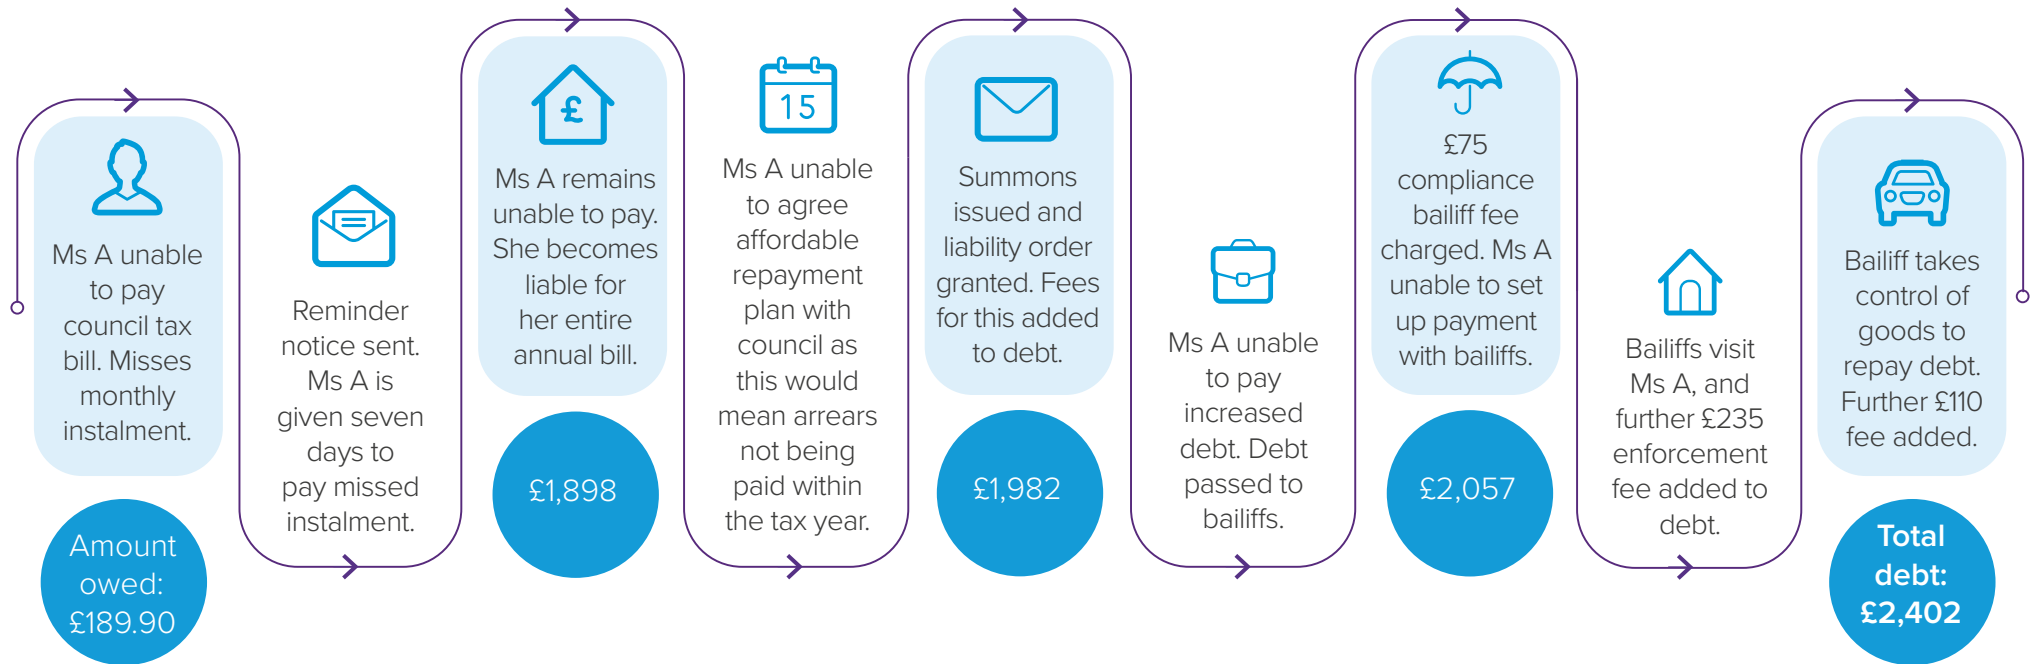 Ms A unable
to pay
council tax
bill. Misses
monthly
instalment.
Amount
owed:
£189.90
Reminder
notice sent.
Ms A is
given seven
days to
pay missed
instalment.
£
Ms A remains
unable to pay.
She becomes
liable for
her entire
annual bill.
£1,898
15
Ms A unable
to agree
affordable
repayment
plan with
council as
this would
mean arrears
not being
paid within
the tax year.
Summons
issued and
liability order
granted. Fees
for this added
to debt.
£1,982
Ms A unable
to pay
increased
debt. Debt
passed to
bailiffs.
£75
compliance
bailiff fee
charged. Ms A
unable to set
up payment
with bailiffs.
£2,057
Bailiffs visit
Ms A, and
further £235
enforcement
fee added to
debt.
Bailiff takes
control of
goods to
repay debt.
Further £110
fee added.
Total
debt:
£2,402